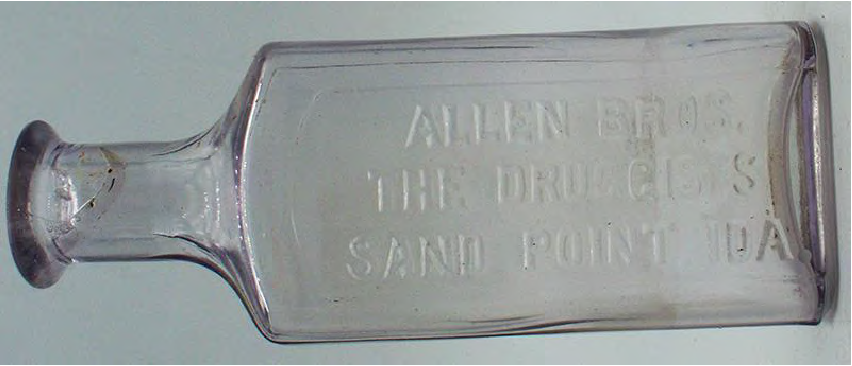 ALLEN BROS.
THE DRUGGISTS
SAND POINT IDA.